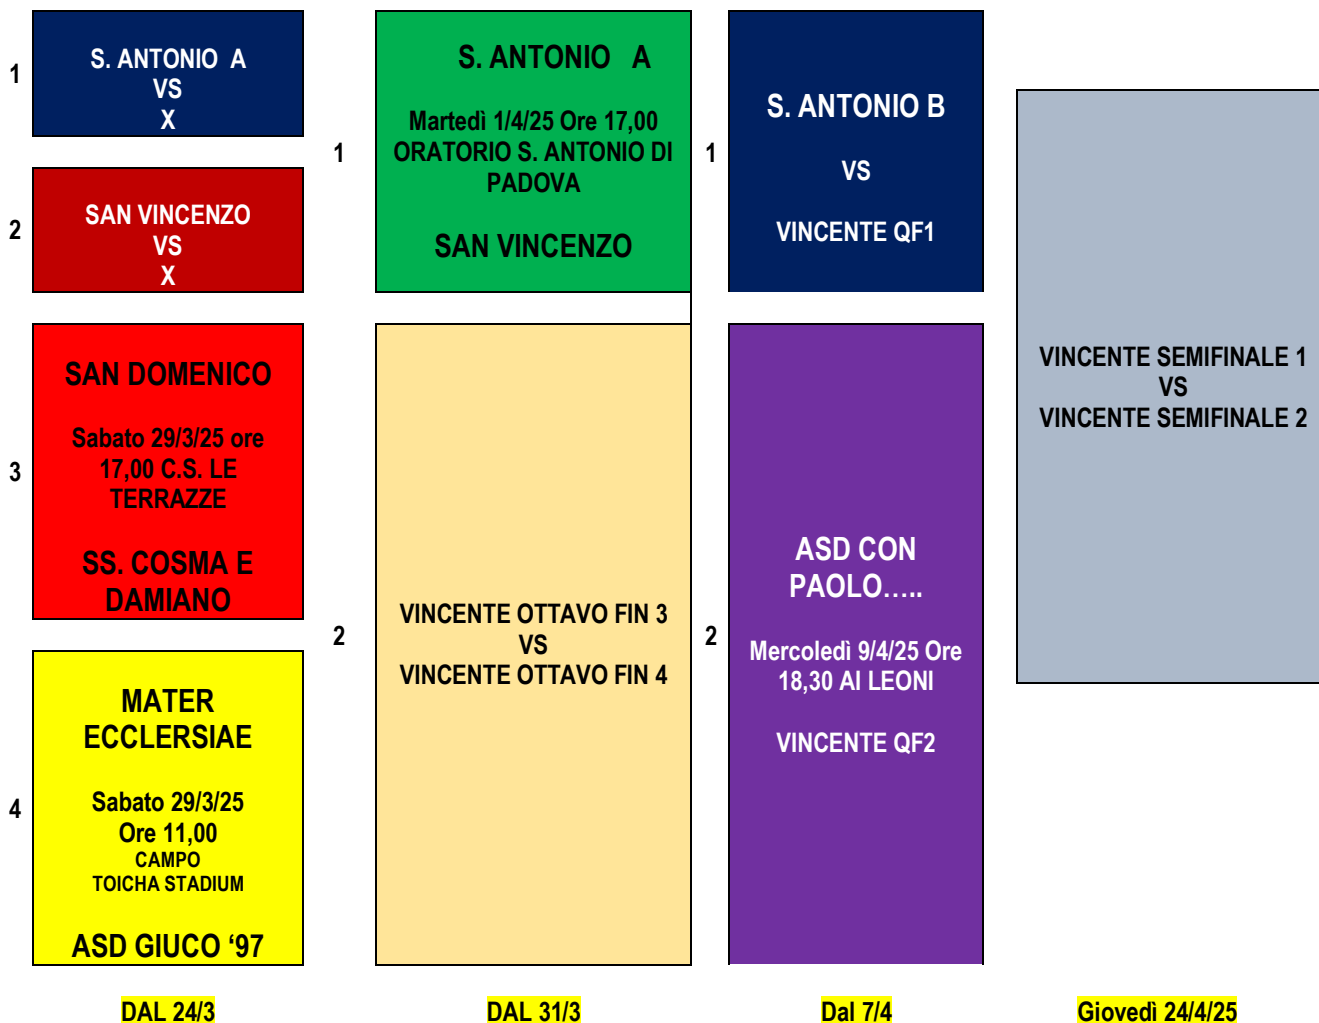 1
S. ANTONIO A
VS
X
2
SAN VINCENZO
VS
X
3
SAN DOMENICO
Sabato 29/3/25 ore
17,00 C.S. LE
TERRAZZE
SS. COSMA E
DAMIANO
4
MATER
ECCLERSIAE
Sabato 29/3/25
Ore 11,00
CAMPO
TOICHA STADIUM
ASD GIUCO ‘97
DAL 24/3
1
S. ANTONIO A
Martedì 1/4/25 Ore 17,00
ORATORIO S. ANTONIO DI
PADOVA
SAN VINCENZO
2
VINCENTE OTTAVO FIN 3
VS
VINCENTE OTTAVO FIN 4
DAL 31/3
1
S. ANTONIO B
VS
VINCENTE QF1
2
ASD CON
PAOLO…..
Mercoledì 9/4/25 Ore
18,30 AI LEONI
VINCENTE QF2
Dal 7/4
VINCENTE SEMIFINALE 1
VS
VINCENTE SEMIFINALE 2
Giovedì 24/4/25